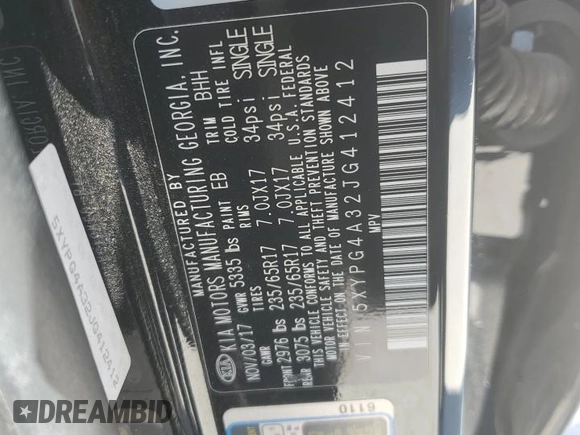 MANUFACTURED BY
KIA KIA MOTORS MANUFACTURING GEORGIA, INC.
NOV/03/17 GVWR 5335 lbs PAINT EB TRIM BHH
GAWR TIRES RIMS COLD TIRE INFL
FRONT 2976 lbs 235/65R17 7.0JX17 34psi SINGLE
REAR 3075 lbs 235/65R17 7.0JX17 34psi SINGLE
THIS VEHICLE CONFORMS TO ALL APPLICABLE U.S.A. FEDERAL
MOTOR VEHICLE SAFETY AND THEFT PREVENTION STANDARDS
IN EFFECT ON THE DATE OF MANUFACTURE SHOWN ABOVE
VIN: 5XYPG4A32JG412412
MPV
5XYPG4A32JG412412
6110
DREAMBID